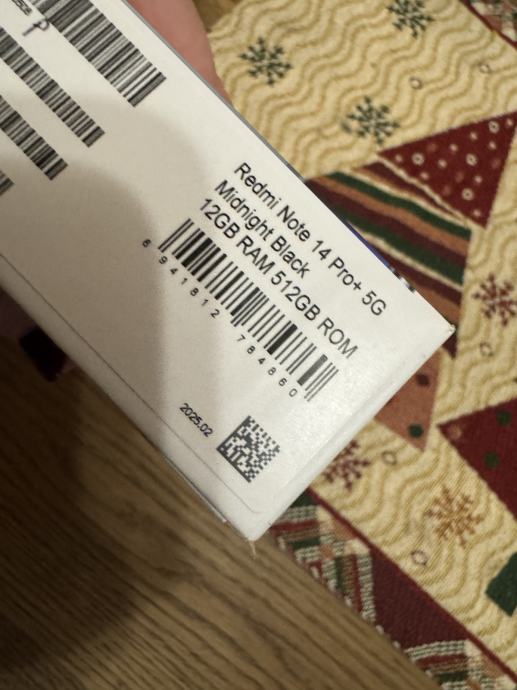 Redmi Note 14 Pro+ 5G
Midnight Black
12GB RAM 512GB ROM
6 941812 784860
2025.02